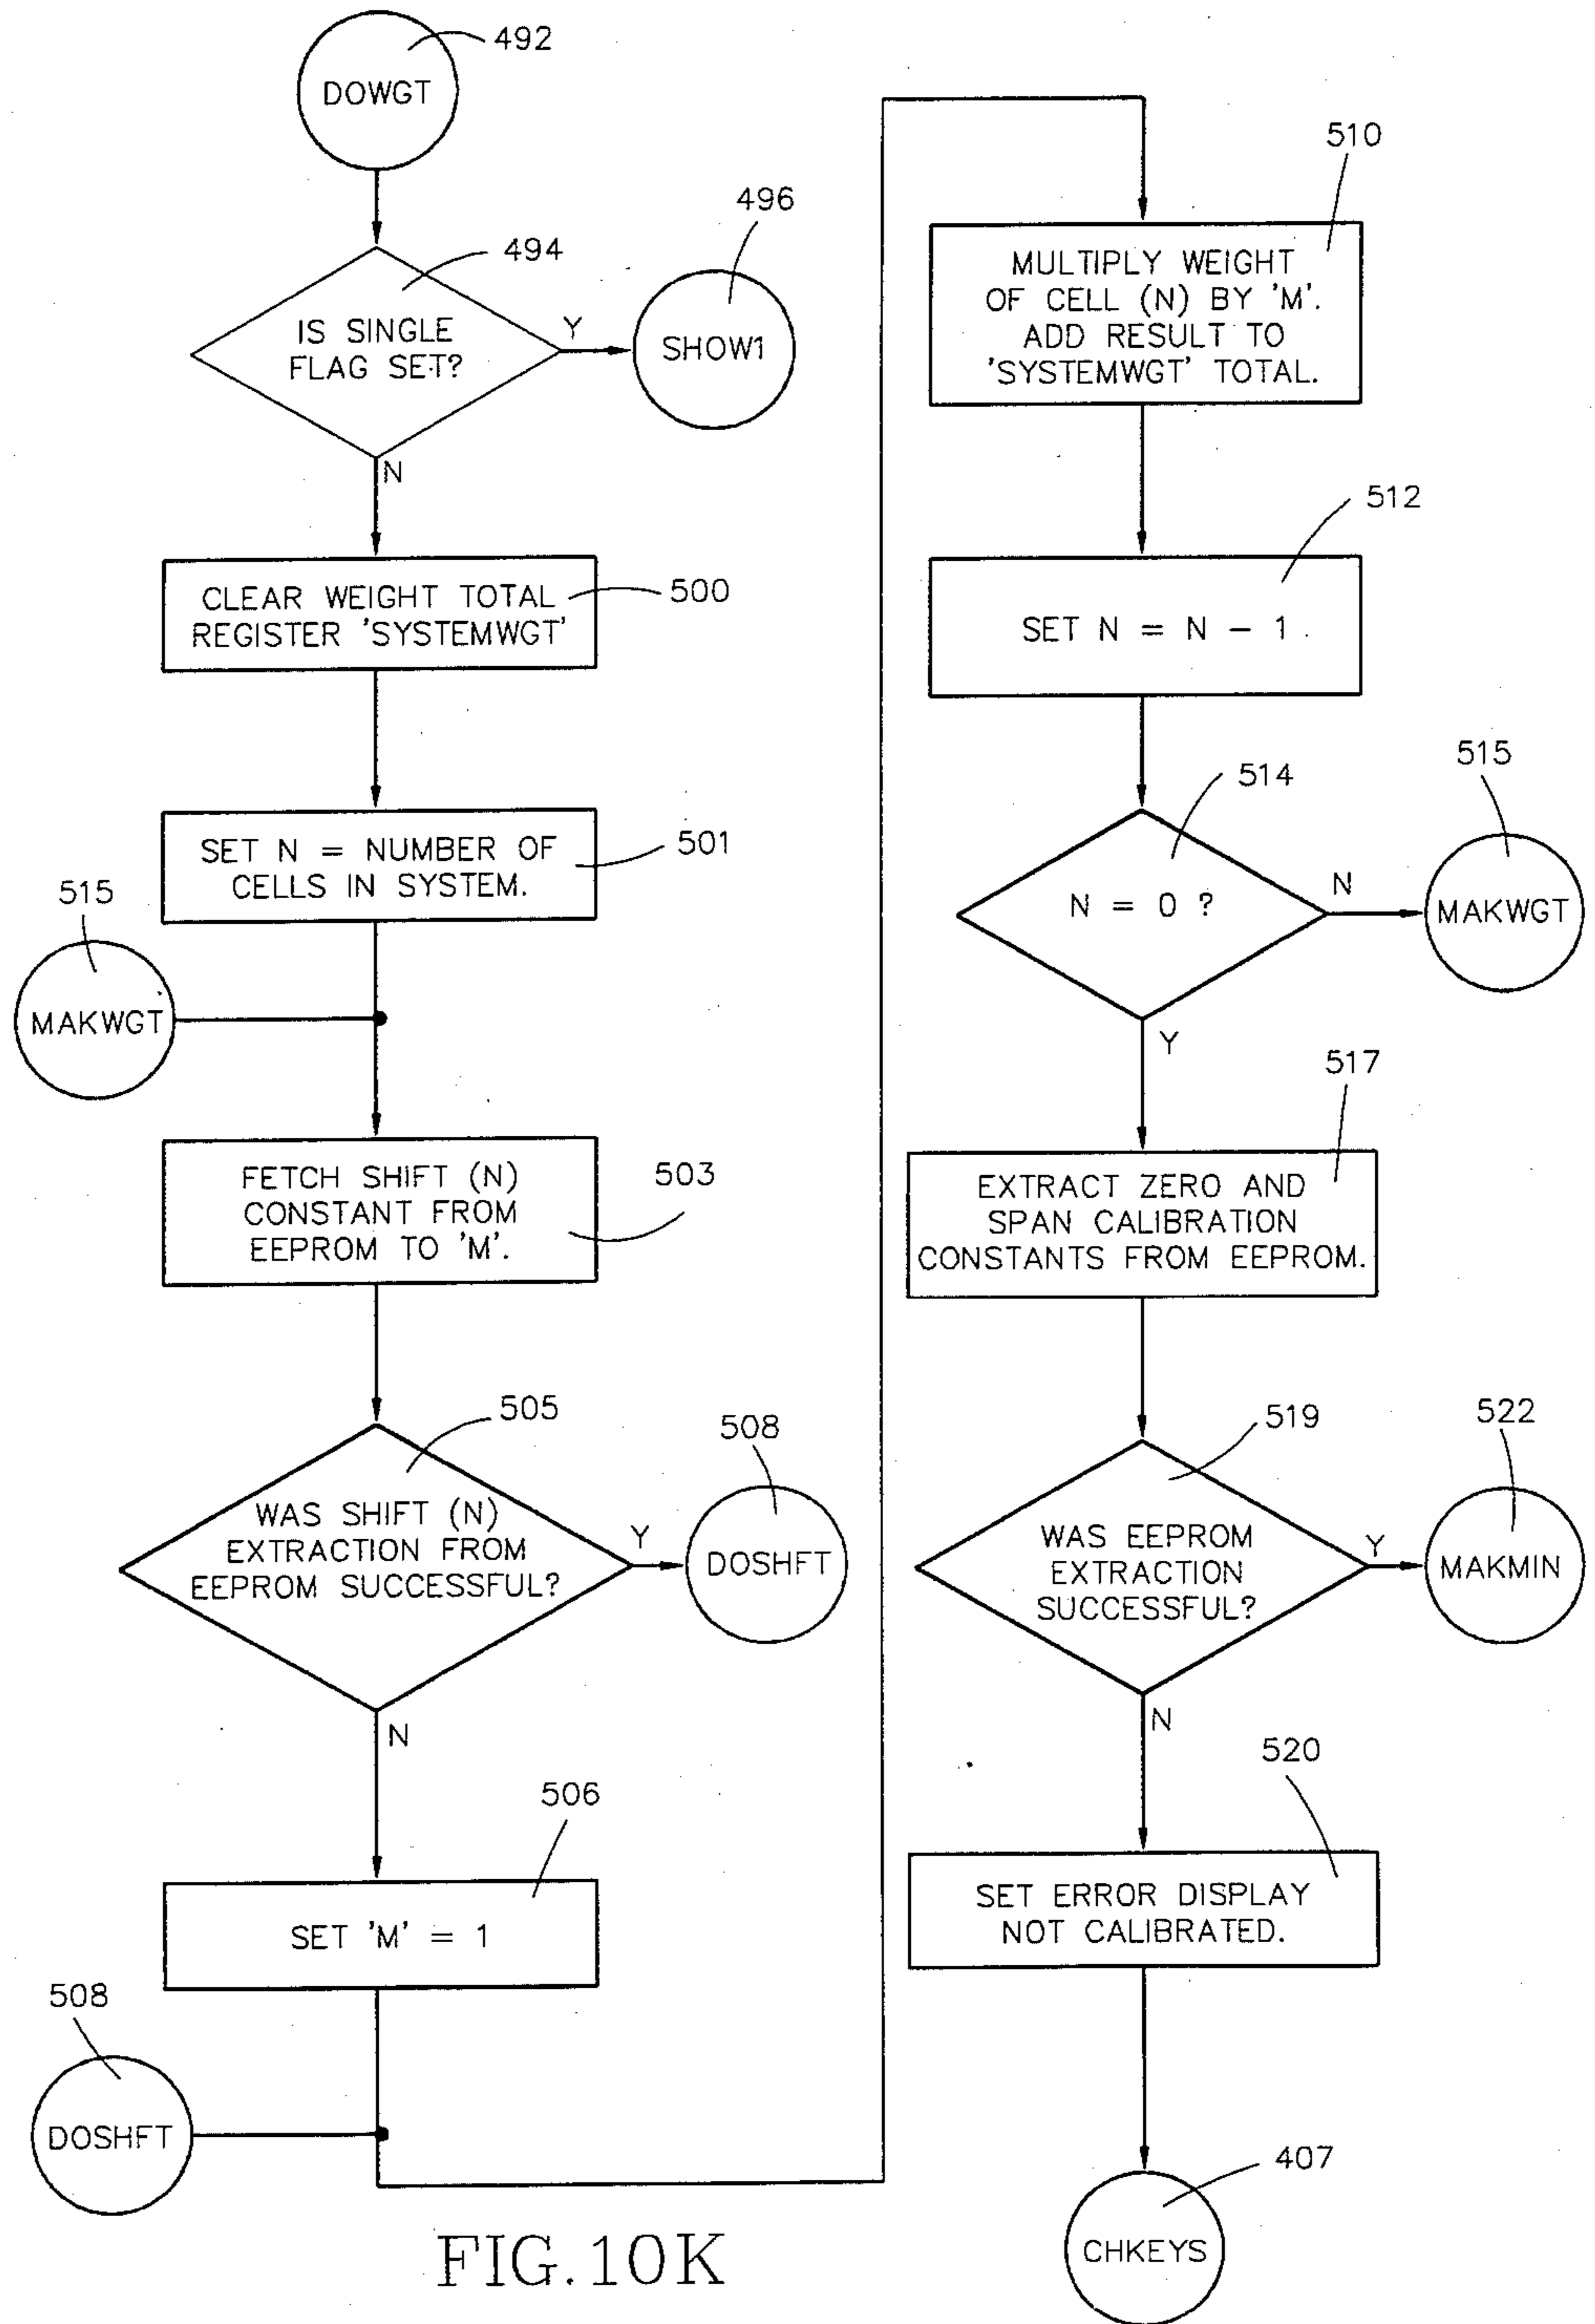 492
DOWGT
494
IS SINGLE
FLAG SET?
Y
496
SHOW1
N
CLEAR WEIGHT TOTAL
REGISTER 'SYSTEMWGT'
500
SET N = NUMBER OF
CELLS IN SYSTEM.
501
515
MAKWGT
FETCH SHIFT (N)
CONSTANT FROM
EEPROM TO 'M'.
503
505
WAS SHIFT (N)
EXTRACTION FROM
EEPROM SUCCESSFUL?
Y
508
DOSHFT
N
506
SET 'M' = 1
508
DOSHFT
510
MULTIPLY WEIGHT
OF CELL (N) BY 'M'.
ADD RESULT TO
'SYSTEMWGT' TOTAL.
512
SET N = N - 1.
514
N = 0 ?
N
515
MAKWGT
Y
517
EXTRACT ZERO AND
SPAN CALIBRATION
CONSTANTS FROM EEPROM.
519
WAS EEPROM
EXTRACTION
SUCCESSFUL?
Y
522
MAKMIN
N
520
SET ERROR DISPLAY
NOT CALIBRATED.
407
CHKEYS
FIG.10K